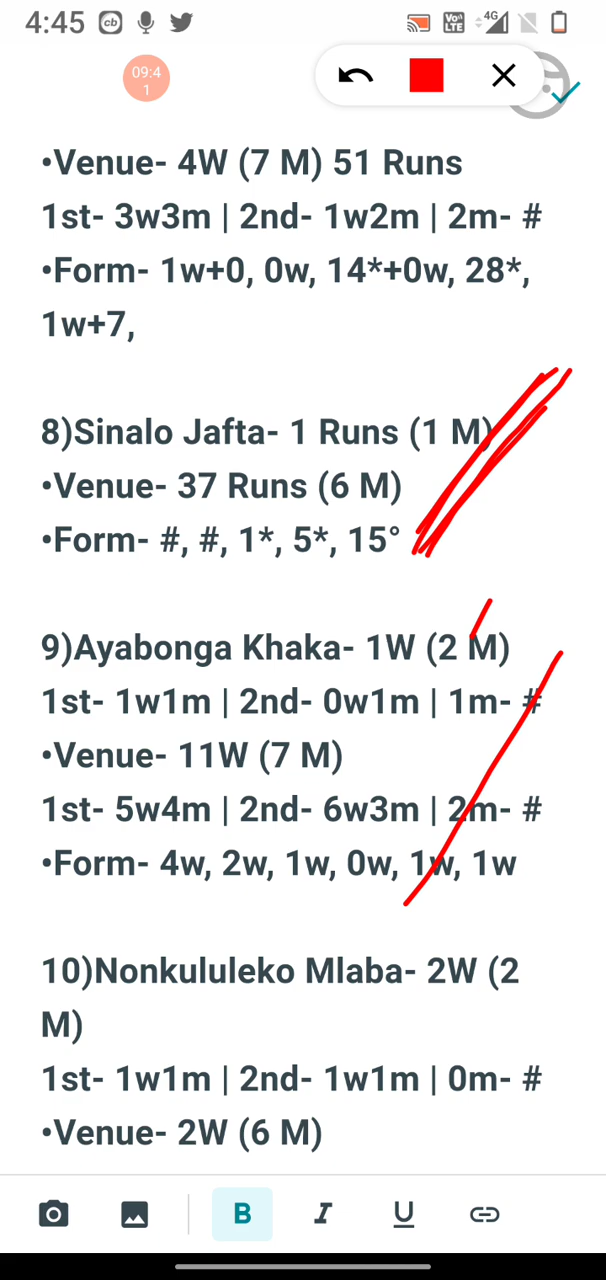 4:45 cb Vo LTE 4G
09:4
1
•Venue- 4W (7 M) 51 Runs
1st- 3w3m | 2nd- 1w2m | 2m- #
•Form- 1w+0, 0w, 14*+0w, 28*,
1w+7,
8)Sinalo Jafta- 1 Runs (1 M)
•Venue- 37 Runs (6 M)
•Form- #, #, 1*, 5*, 15°
9)Ayabonga Khaka- 1W (2 M)
1st- 1w1m | 2nd- 0w1m | 1m- #
•Venue- 11W (7 M)
1st- 5w4m | 2nd- 6w3m | 2m- #
•Form- 4w, 2w, 1w, 0w, 1w, 1w
10)Nonkululeko Mlaba- 2W (2
M)
1st- 1w1m | 2nd- 1w1m | 0m- #
•Venue- 2W (6 M)
B I U